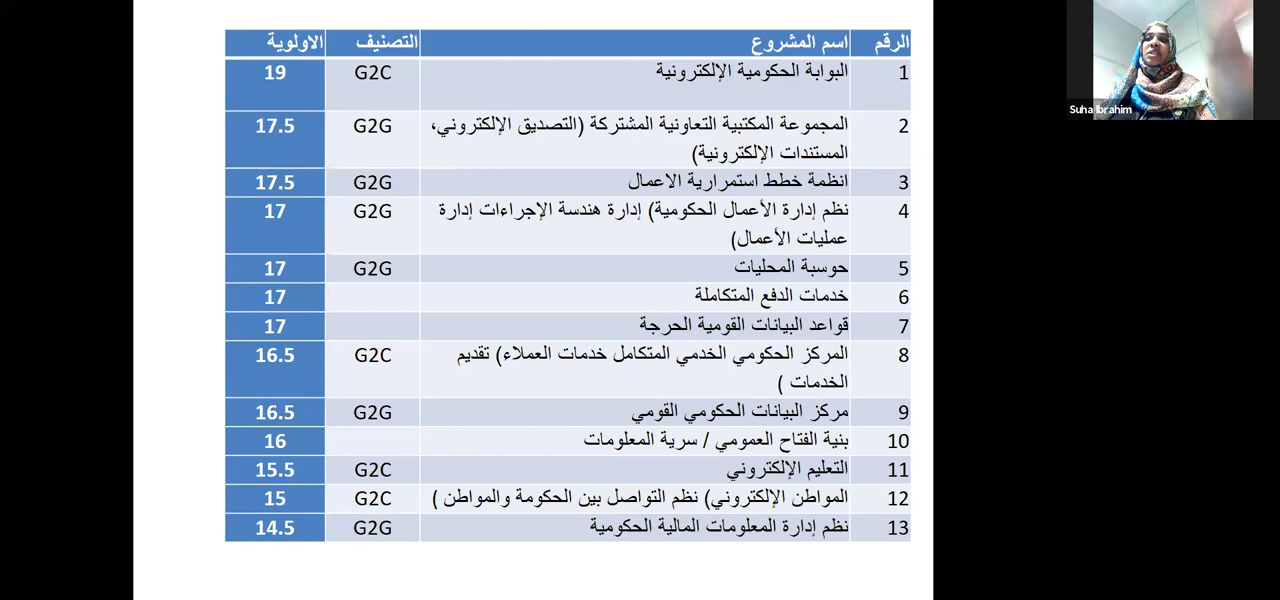 الرقم اسم المشروع التصنيف الاولوية
1 البوابة الحكومية الإلكترونية G2C 19
2 المجموعة المكتبية التعاونية المشتركة (التصديق الإلكتروني، G2G 17.5
المستندات الإلكترونية)
3 انظمة خطط استمرارية الاعمال G2G 17.5
4 نظم إدارة الأعمال الحكومية) إدارة هندسة الإجراءات إدارة G2G 17
عمليات الأعمال)
5 حوسبة المحليات G2G 17
6 خدمات الدفع المتكاملة 17
7 قواعد البيانات القومية الحرجة 17
8 المركز الحكومي الخدمي المتكامل خدمات العملاء) تقديم G2C 16.5
الخدمات )
9 مركز البيانات الحكومي القومي G2G 16.5
10 بنية الفتاح العمومي / سرية المعلومات 16
11 التعليم الإلكتروني G2C 15.5
12 المواطن الإلكتروني) نظم التواصل بين الحكومة والمواطن ) G2C 15
13 نظم إدارة المعلومات المالية الحكومية G2G 14.5
Suha Ibrahim